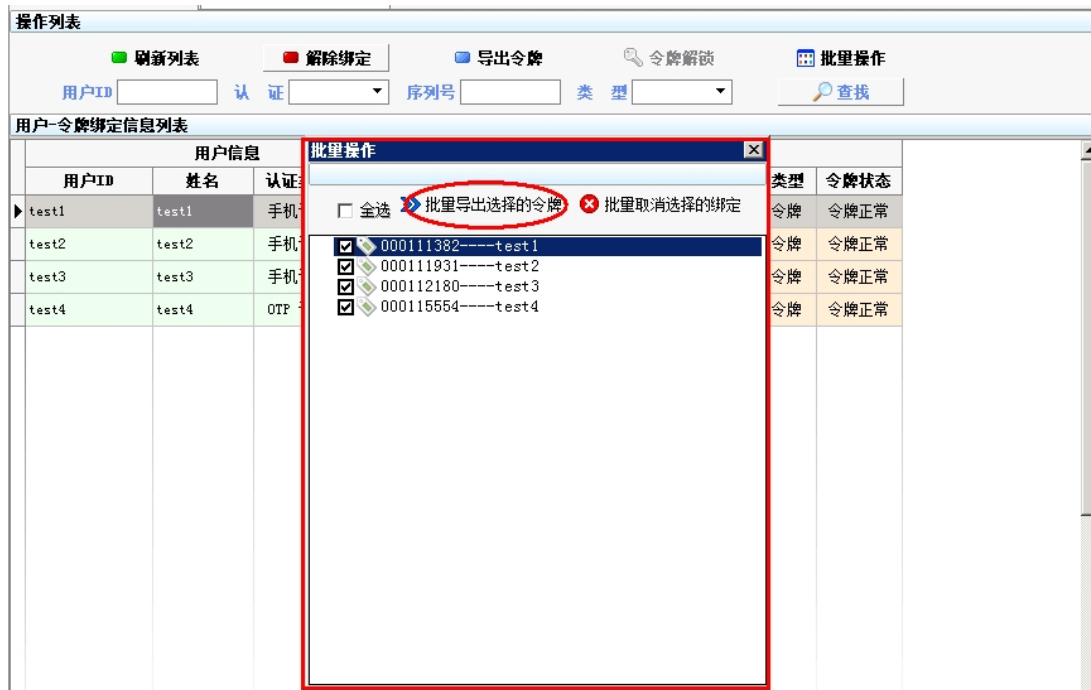 操作列表
刷新列表 解除绑定 导出令牌 令牌解锁 批量操作
用户ID 认 证 序列号 类 型 查找
用户-令牌绑定信息列表
用户信息
用户ID 姓名 认证 类型 令牌状态
test1 test1 手机 令牌 令牌正常
test2 test2 手机 令牌 令牌正常
test3 test3 手机 令牌 令牌正常
test4 test4 OTP 令牌 令牌正常
批量操作
全选 批量导出选择的令牌 批量取消选择的绑定
000111382----test1
000111931----test2
000112180----test3
000115554----test4